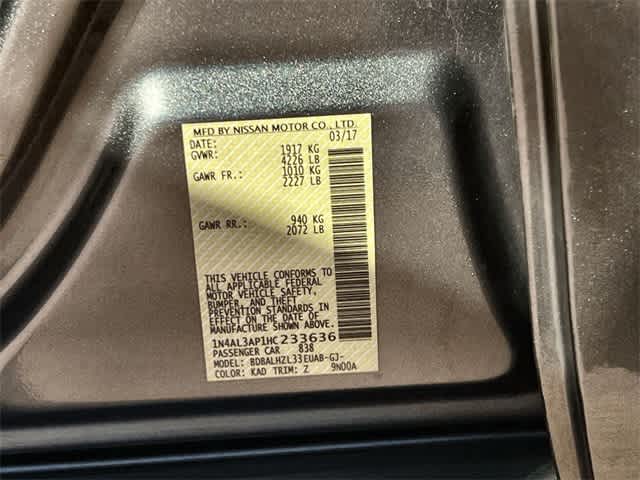 MFD BY NISSAN MOTOR CO., LTD.
DATE: 03/17
GVWR: 1917 KG
4226 LB
GAWR FR.: 1010 KG
2227 LB
GAWR RR.: 940 KG
2072 LB
THIS VEHICLE CONFORMS TO
ALL APPLICABLE FEDERAL
MOTOR VEHICLE SAFETY,
BUMPER, AND THEFT
PREVENTION STANDARDS IN
EFFECT ON THE DATE OF
MANUFACTURE SHOWN ABOVE.
1N4AL3AP1HC233636
PASSENGER CAR 838
MODEL: BDBALHZL33EUAB-GJ-
COLOR: KAD TRIM: Z 9N00A